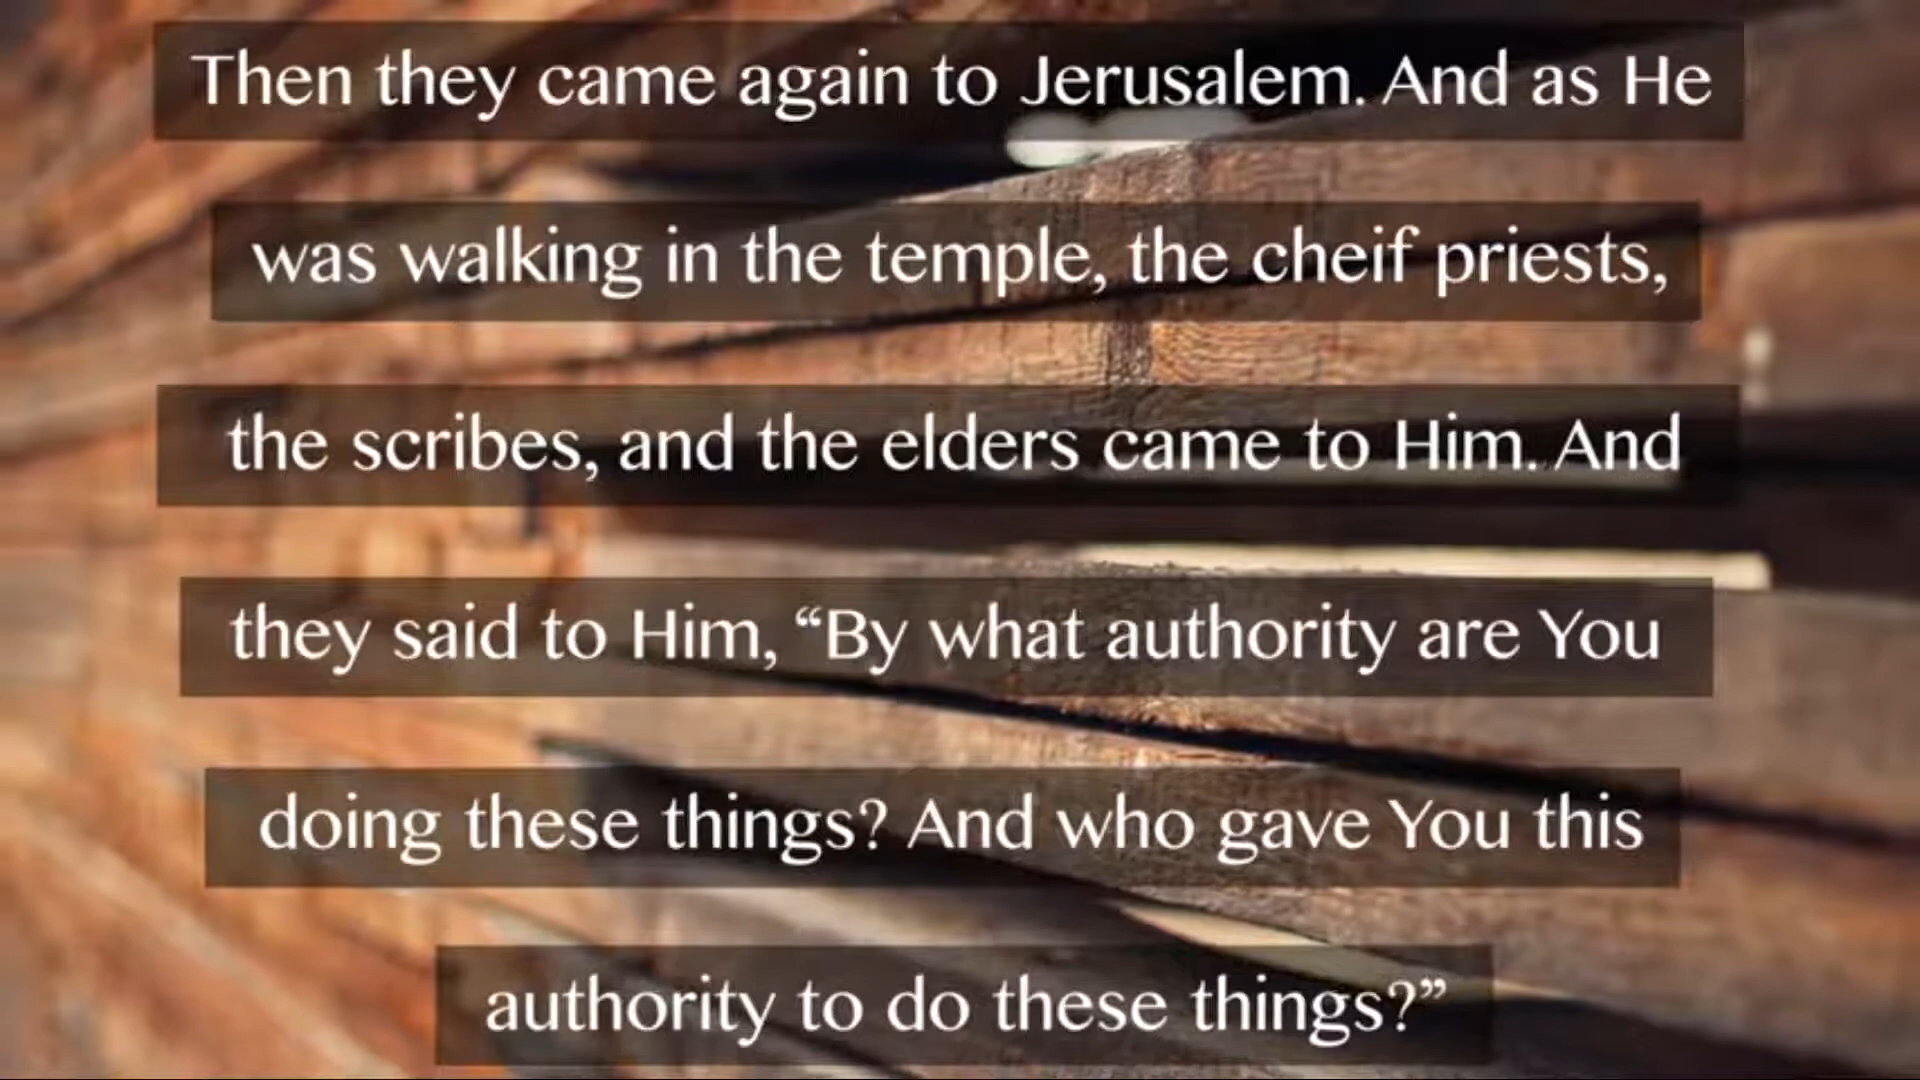 Then they came again to Jerusalem. And as He
was walking in the temple, the cheif priests,
the scribes, and the elders came to Him. And
they said to Him, “By what authority are You
doing these things? And who gave You this
authority to do these things?”